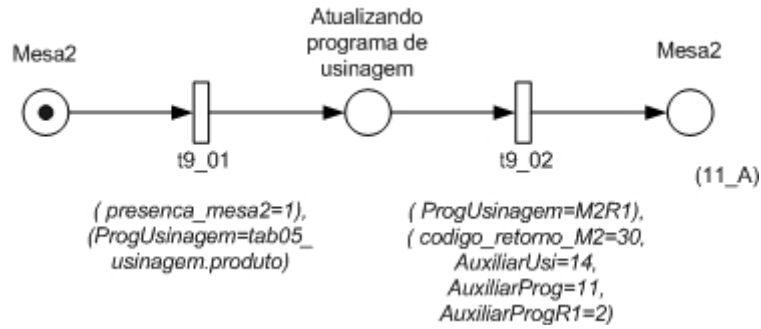 Atualizando
programa de
usinagem
Mesa2
Mesa2
t9_01
t9_02
(11_A)
( presenca_mesa2=1),
(ProgUsinagem=tab05_
usinagem.produto)
( ProgUsinagem=M2R1),
( codigo_retorno_M2=30,
AuxiliarUsi=14,
AuxiliarProg=11,
AuxiliarProgR1=2)